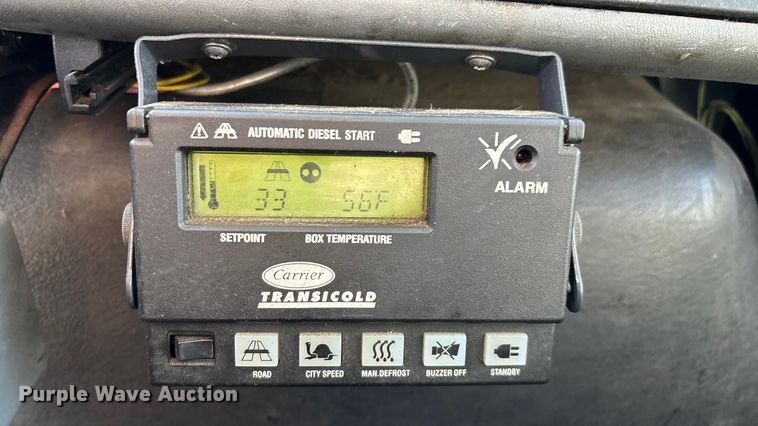 AUTOMATIC DIESEL START
ALARM
33 56F
SETPOINT BOX TEMPERATURE
Carrier
TRANSICOLD
ROAD CITY SPEED MAN.DEFROST BUZZER OFF STANDBY
Purple Wave Auction